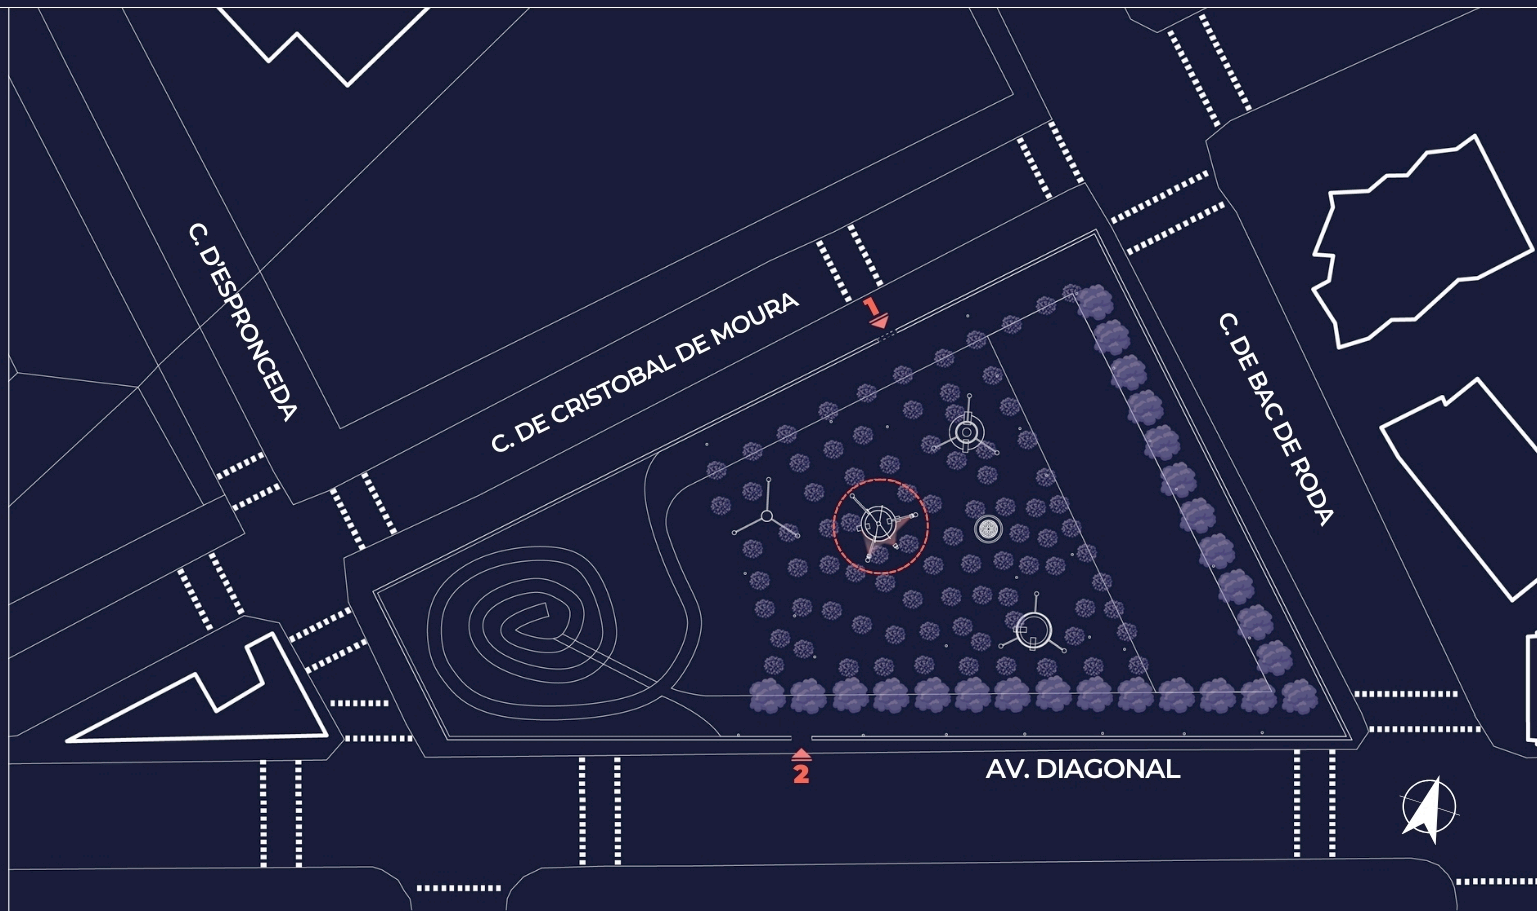 C. D'ESPRONCEDA
C. DE CRISTOBAL DE MOURA
1
C. DE BAC DE RODA
AV. DIAGONAL
2